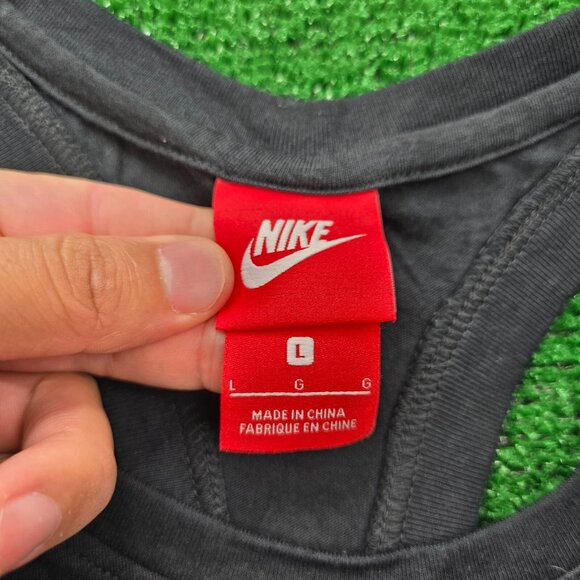 NIKE
L
L G G
MADE IN CHINA
FABRIQUE EN CHINE